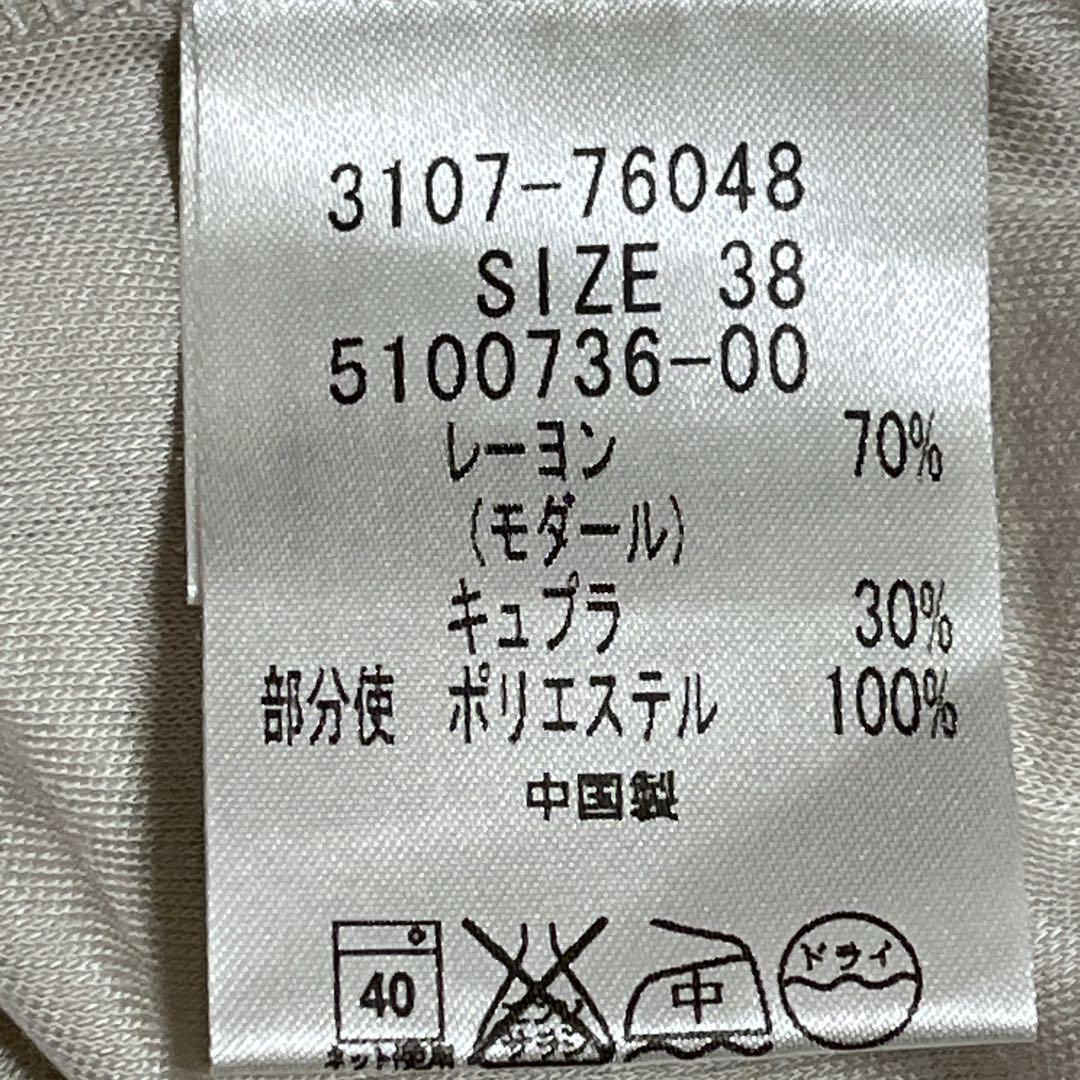 3107-76048
SIZE 38
5100736-00
レーヨン 70%
(モダール)
キュプラ 30%
部分使 ポリエステル 100%
中国製
40
中
ドライ
ネット使用